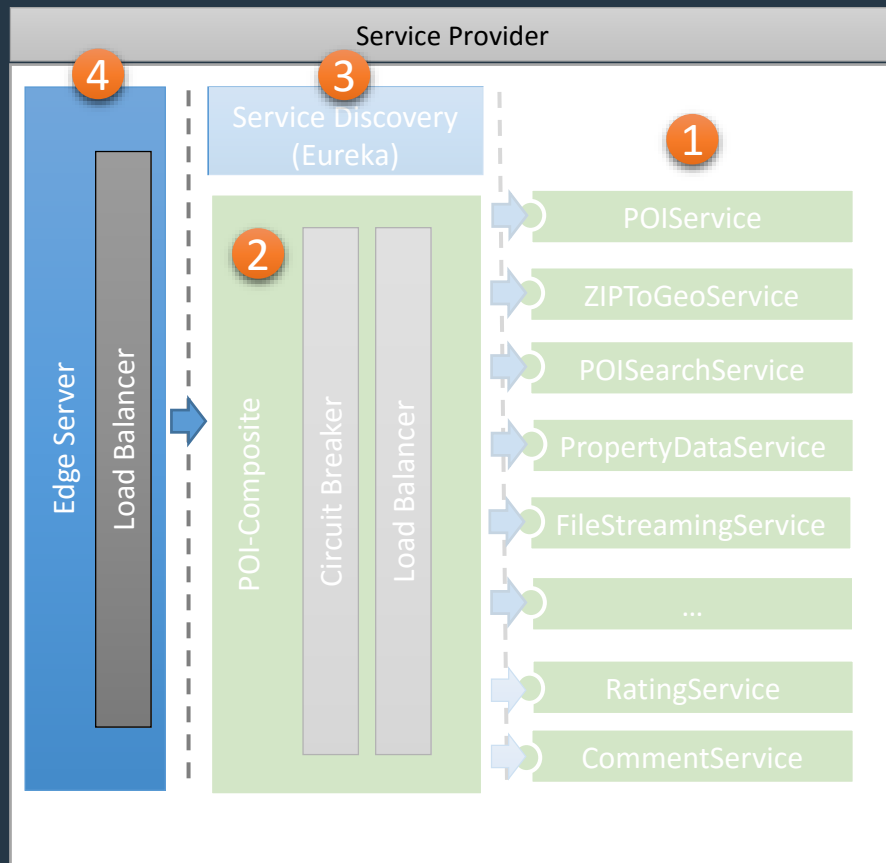 Service Provider
4
Edge Server
Load Balancer
3
Service Discovery
(Eureka)
2
POI-Composite
Circuit Breaker
Load Balancer
1
POIService
ZIPToGeoService
POISearchService
PropertyDataService
FileStreamingService
...
RatingService
CommentService